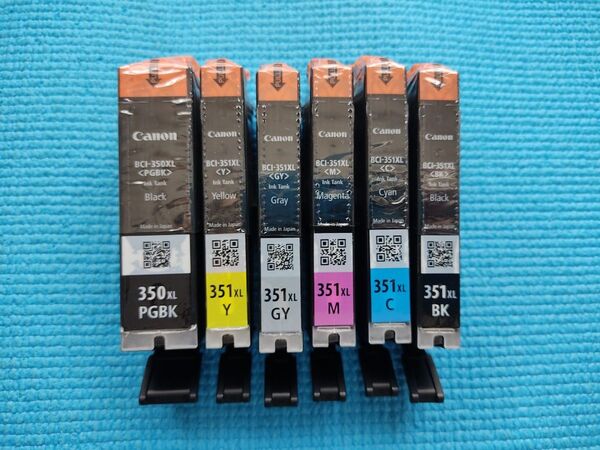 Canon
BCI-350XL
<PGBK>
Ink Tank
Black
Made in Japan
350XL
PGBK
Canon
BCI-351XL
<Y>
Ink Tank
Yellow
Made in Japan
351XL
Y
Canon
BCI-351XL
<GY>
Ink Tank
Gray
Made in Japan
351XL
GY
Canon
BCI-351XL
<M>
Ink Tank
Magenta
Made in Japan
351XL
M
Canon
BCI-351XL
<C>
Ink Tank
Cyan
Made in Japan
351XL
C
Canon
BCI-351XL
<BK>
Ink Tank
Black
Made in Japan
351XL
BK